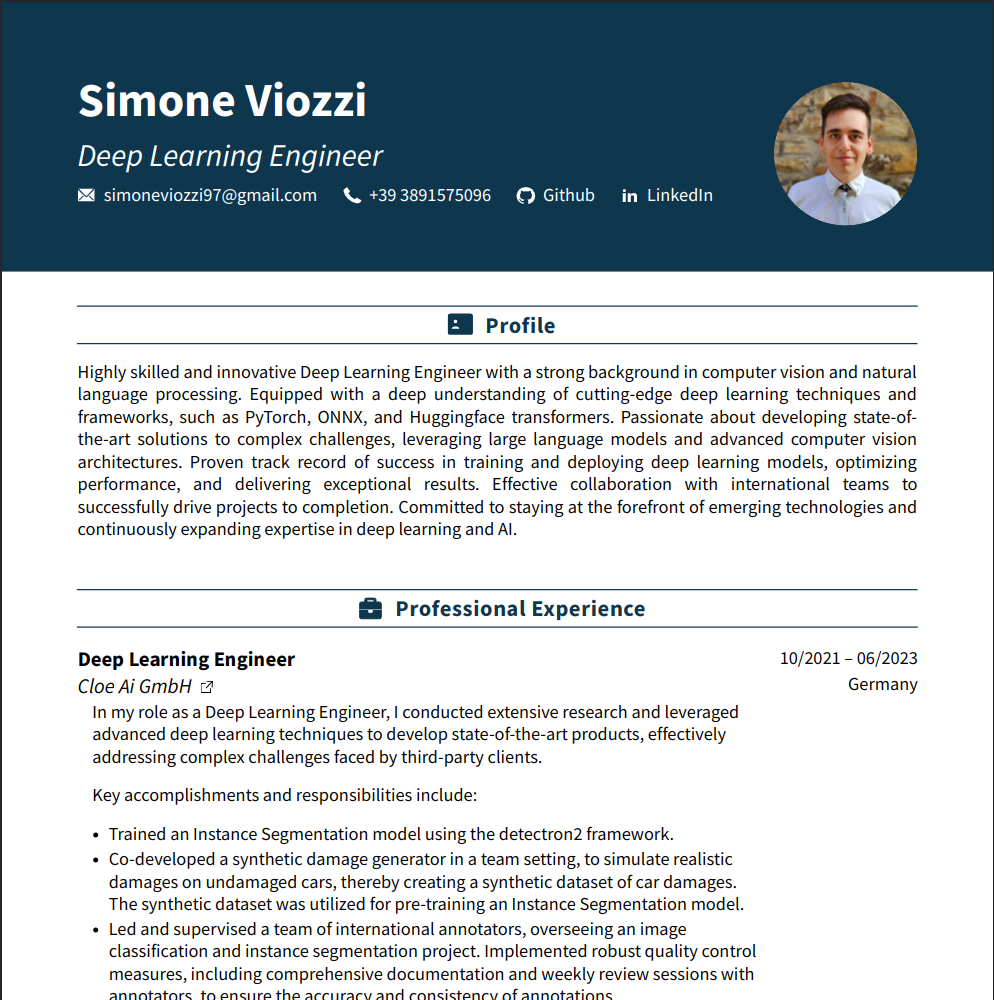 Simone Viozzi
Deep Learning Engineer
simoneviozzi97@gmail.com +39 3891575096 Github LinkedIn
Profile
Highly skilled and innovative Deep Learning Engineer with a strong background in computer vision and natural
language processing. Equipped with a deep understanding of cutting-edge deep learning techniques and
frameworks, such as PyTorch, ONNX, and Huggingface transformers. Passionate about developing state-of-
the-art solutions to complex challenges, leveraging large language models and advanced computer vision
architectures. Proven track record of success in training and deploying deep learning models, optimizing
performance, and delivering exceptional results. Effective collaboration with international teams to
successfully drive projects to completion. Committed to staying at the forefront of emerging technologies and
continuously expanding expertise in deep learning and AI.
Professional Experience
Deep Learning Engineer 10/2021 – 06/2023
Cloe Ai GmbH Germany
In my role as a Deep Learning Engineer, I conducted extensive research and leveraged
advanced deep learning techniques to develop state-of-the-art products, effectively
addressing complex challenges faced by third-party clients.
Key accomplishments and responsibilities include:
• Trained an Instance Segmentation model using the detectron2 framework.
• Co-developed a synthetic damage generator in a team setting, to simulate realistic
damages on undamaged cars, thereby creating a synthetic dataset of car damages.
The synthetic dataset was utilized for pre-training an Instance Segmentation model.
• Led and supervised a team of international annotators, overseeing an image
classification and instance segmentation project. Implemented robust quality control
measures, including comprehensive documentation and weekly review sessions with
annotators, to ensure the accuracy and consistency of annotations.